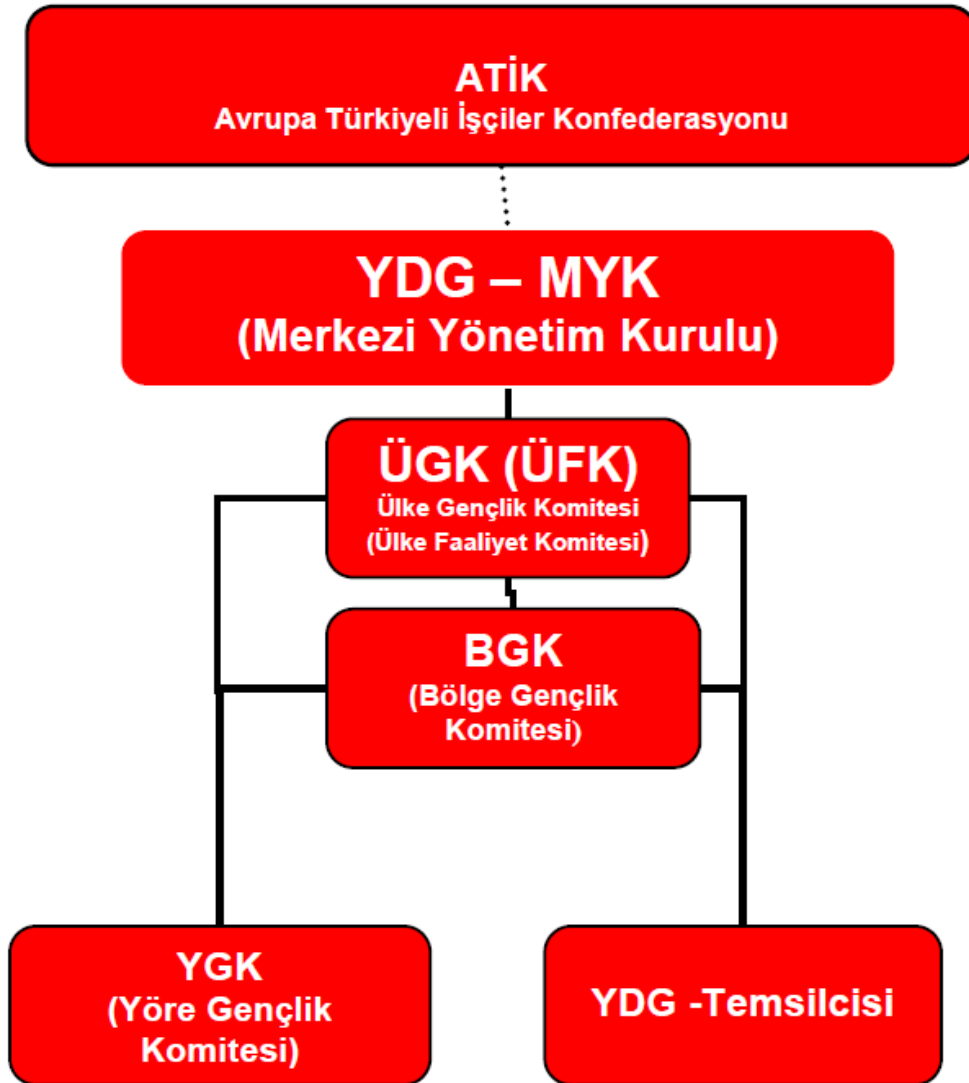 ATİK
Avrupa Türkiyeli İşçiler Konfederasyonu
YDG – MYK
(Merkezi Yönetim Kurulu)
ÜGK (ÜFK)
Ülke Gençlik Komitesi
(Ülke Faaliyet Komitesi)
BGK
(Bölge Gençlik
Komitesi)
YGK
(Yöre Gençlik
Komitesi)
YDG -Temsilcisi